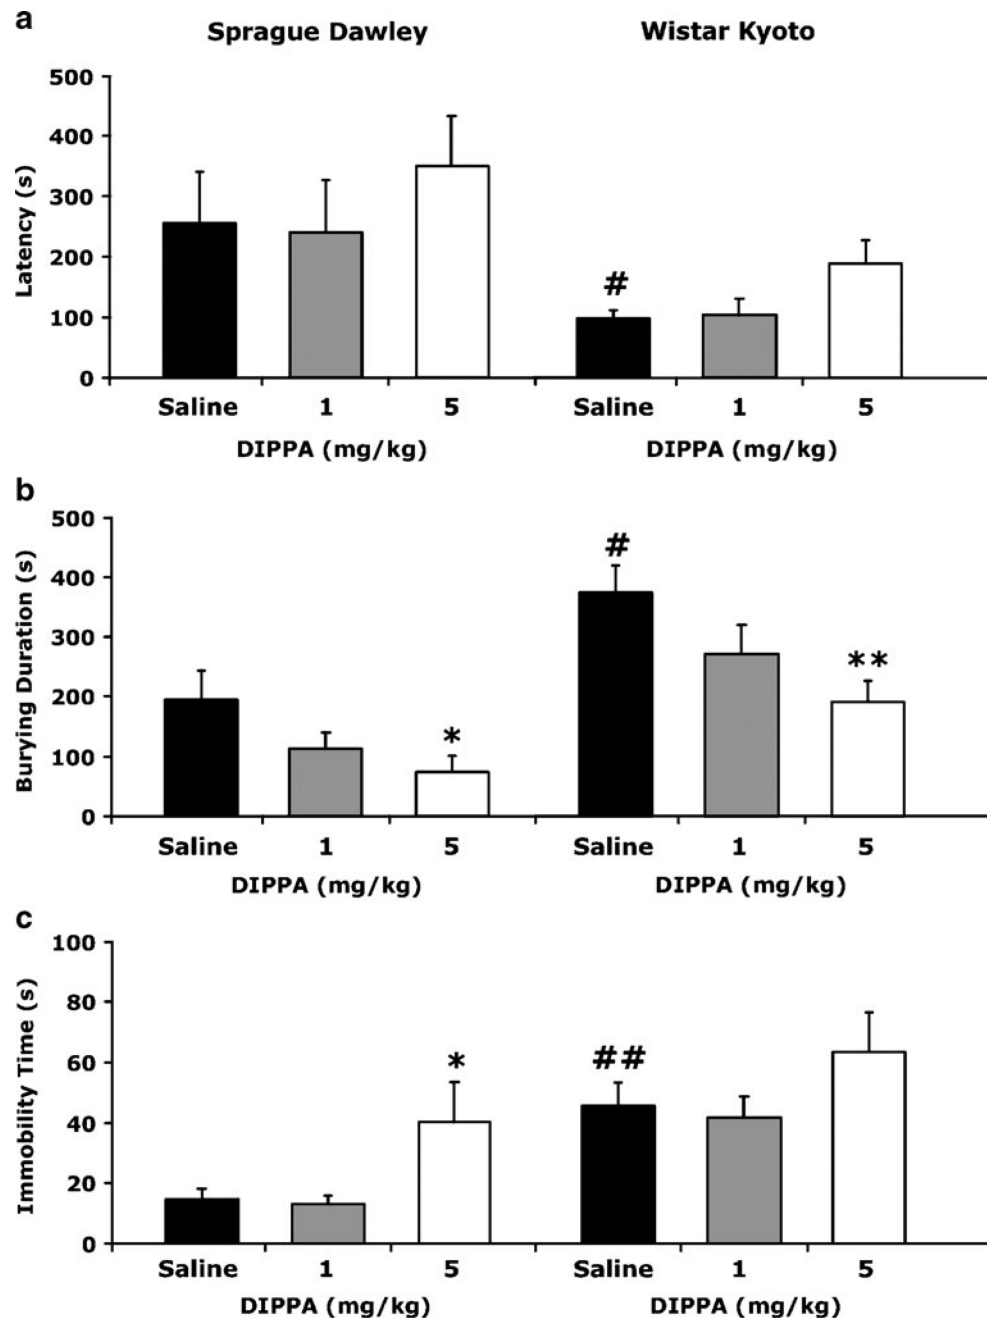 a
Sprague Dawley Wistar Kyoto
Latency (s)
500
400
300
200
100
0
#
Saline 1 5 Saline 1 5
DIPPA (mg/kg) DIPPA (mg/kg)
b
Burying Duration (s)
500
400
300
200
100
0
* # **
Saline 1 5 Saline 1 5
DIPPA (mg/kg) DIPPA (mg/kg)
c
Immobility Time (s)
100
80
60
40
20
0
* ##
Saline 1 5 Saline 1 5
DIPPA (mg/kg) DIPPA (mg/kg)